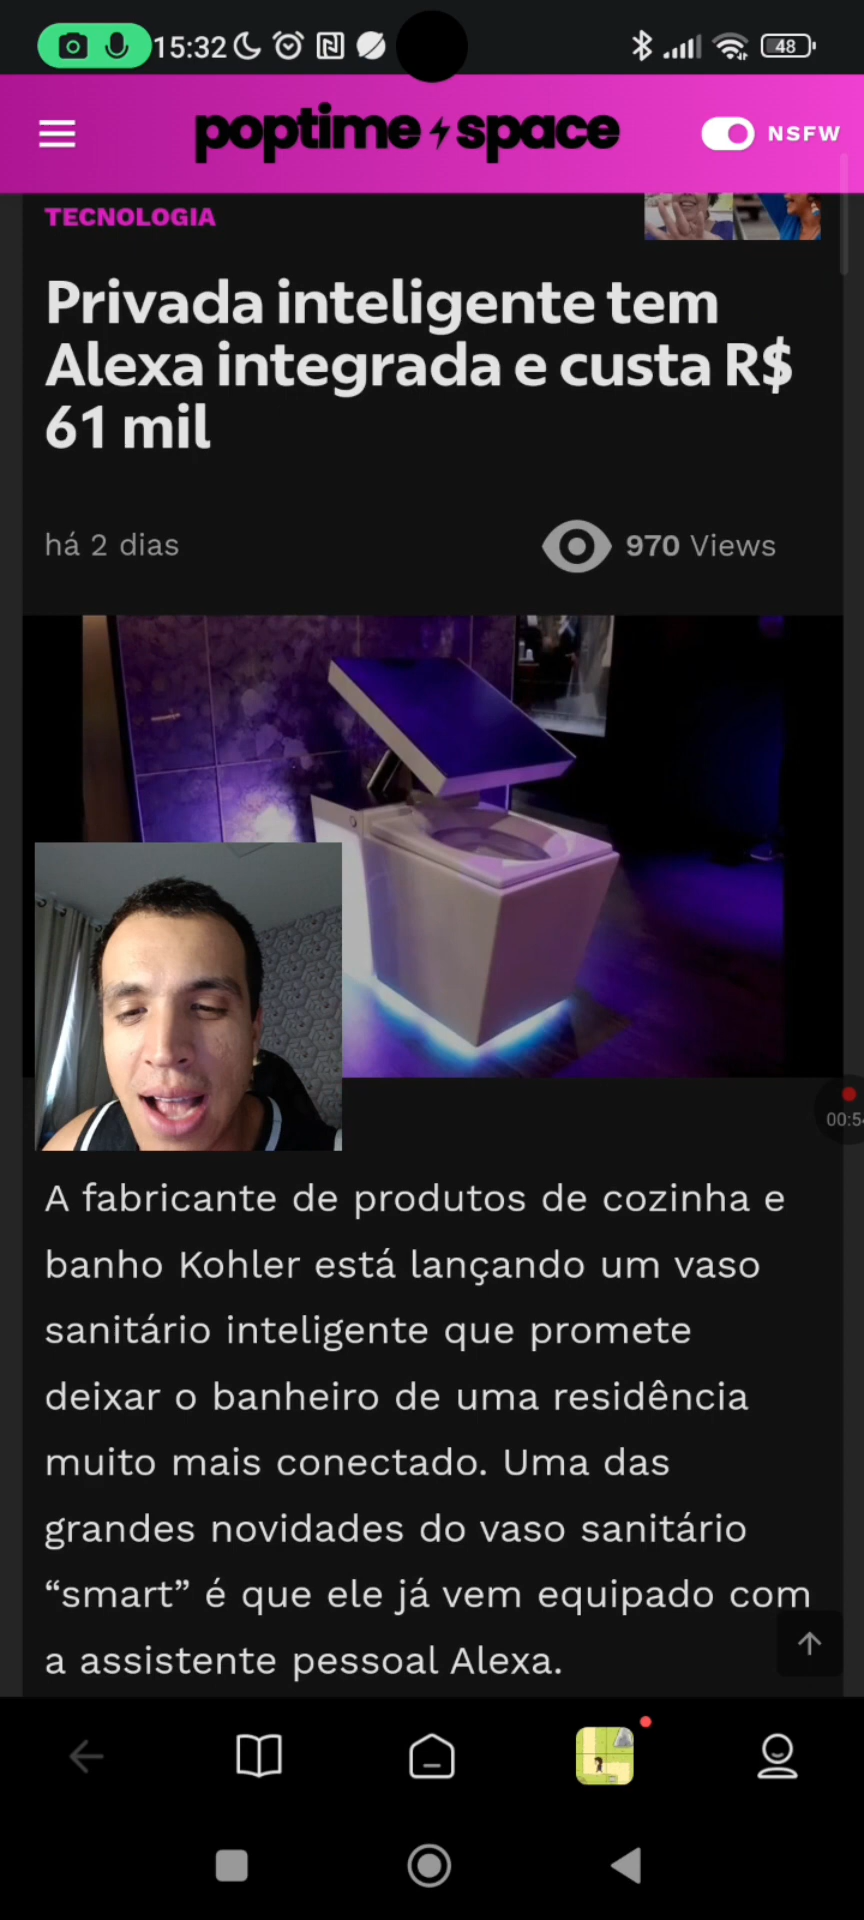 15:32
48
poptime space
NSFW
TECNOLOGIA
Privada inteligente tem
Alexa integrada e custa R$
61 mil
há 2 dias
970 Views
A fabricante de produtos de cozinha e
banho Kohler está lançando um vaso
sanitário inteligente que promete
deixar o banheiro de uma residência
muito mais conectado. Uma das
grandes novidades do vaso sanitário
“smart” é que ele já vem equipado com
a assistente pessoal Alexa.